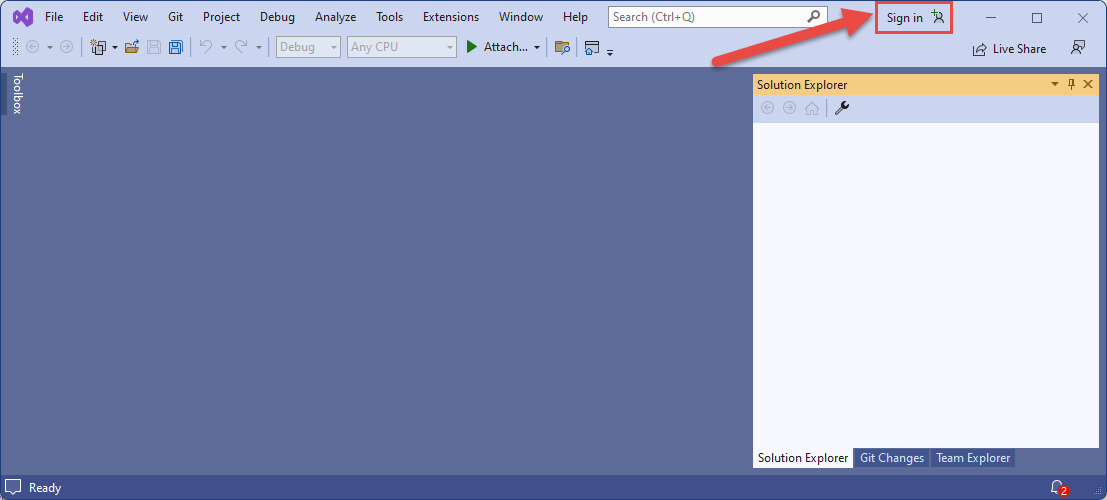 File Edit View Git Project Debug Analyze Tools Extensions Window Help Search (Ctrl+Q) Sign in
Debug Any CPU Attach... Live Share
Toolbox
Solution Explorer
Solution Explorer Git Changes Team Explorer
Ready 2